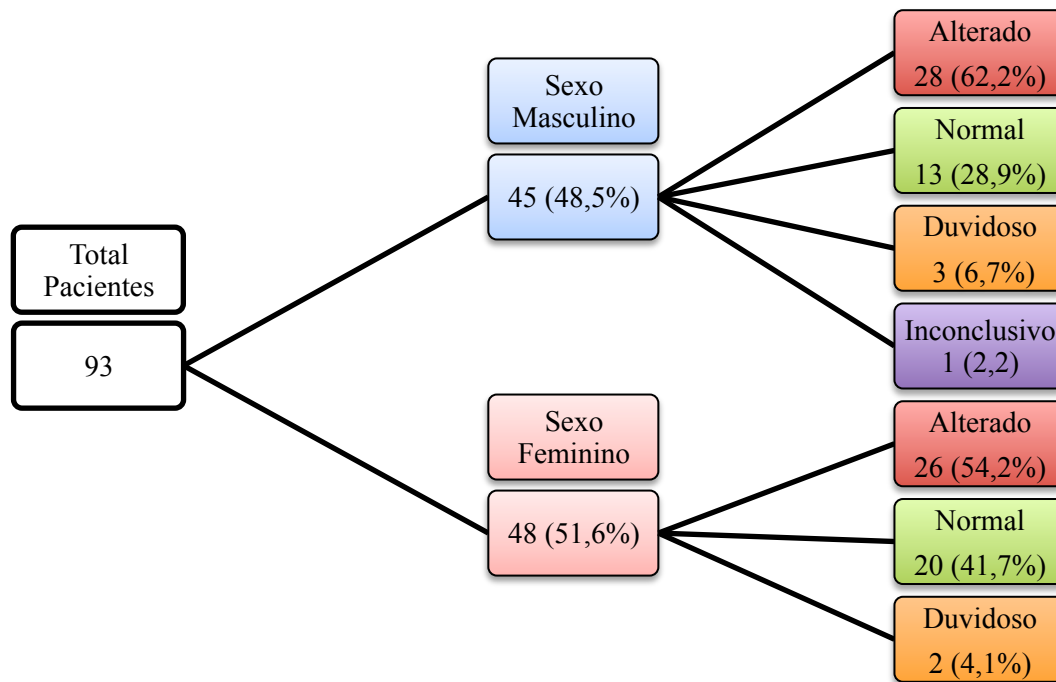 Total
Pacientes
93
Sexo
Masculino
45 (48,5%)
Alterado
28 (62,2%)
Normal
13 (28,9%)
Duvidoso
3 (6,7%)
Inconclusivo
1 (2,2)
Sexo
Feminino
48 (51,6%)
Alterado
26 (54,2%)
Normal
20 (41,7%)
Duvidoso
2 (4,1%)